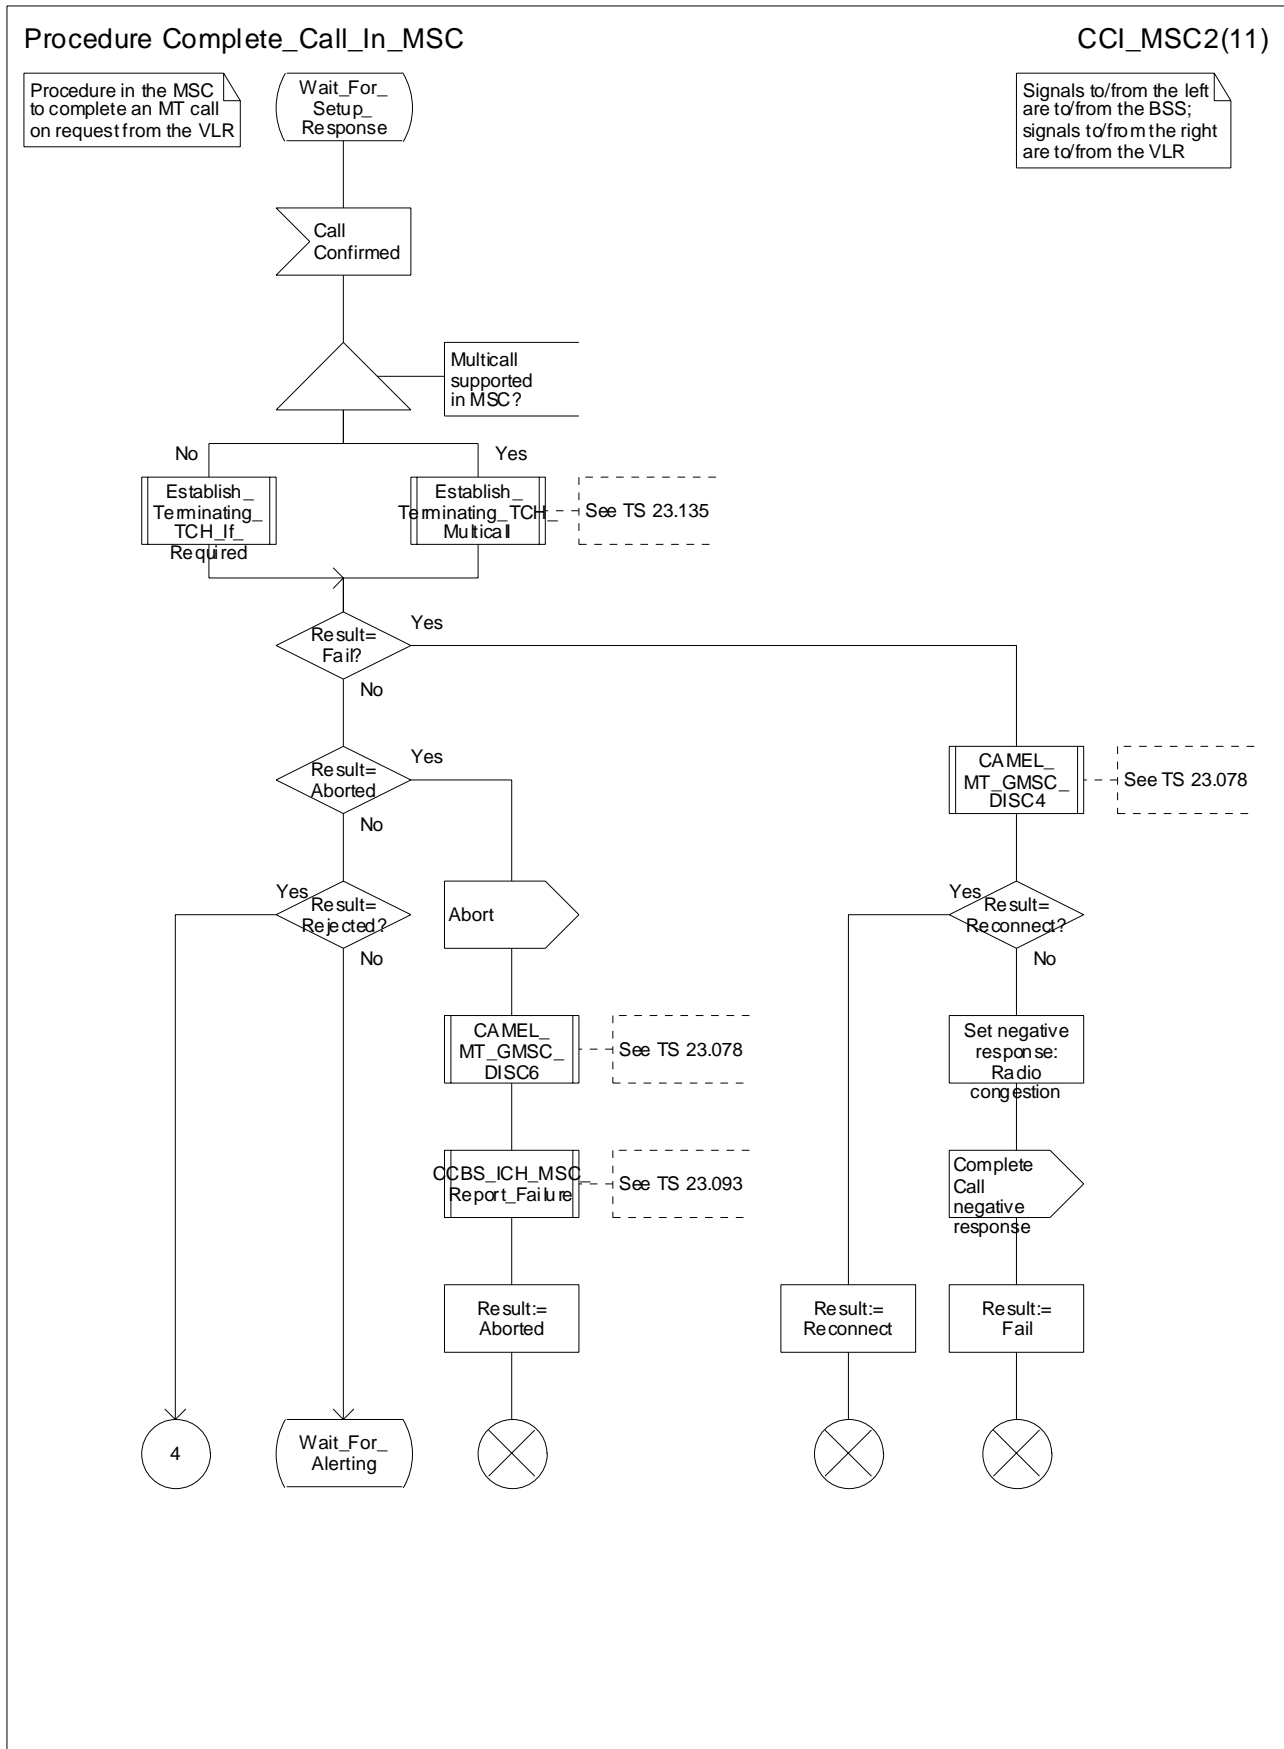 Procedure Complete_Call_In_MSC
CCI_MSC2(11)
Procedure in the MSC
to complete an MT call
on request from the VLR
Wait_For_
Setup_
Response
Signals to/from the left
are to/from the BSS;
signals to/from the right
are to/from the VLR
Call
Confirmed
Multicall
supported
in MSC?
No
Yes
Establish_
Terminating_
TCH_If_
Required
Establish_
Terminating_TCH_
Multicall
See TS 23.135
Result=
Fail?
Yes
No
Result=
Aborted
Yes
No
CAMEL_
MT_GMSC_
DISC4
See TS 23.078
Yes
Result=
Rejected?
No
Abort
Yes
Result=
Reconnect?
No
CAMEL_
MT_GMSC_
DISC6
See TS 23.078
Set negative
response:
Radio
congestion
CCBS_ICH_MSC_
Report_Failure
See TS 23.093
Complete
Call
negative
response
Result:=
Aborted
Result:=
Reconnect
Result:=
Fail
4
Wait_For_
Alerting